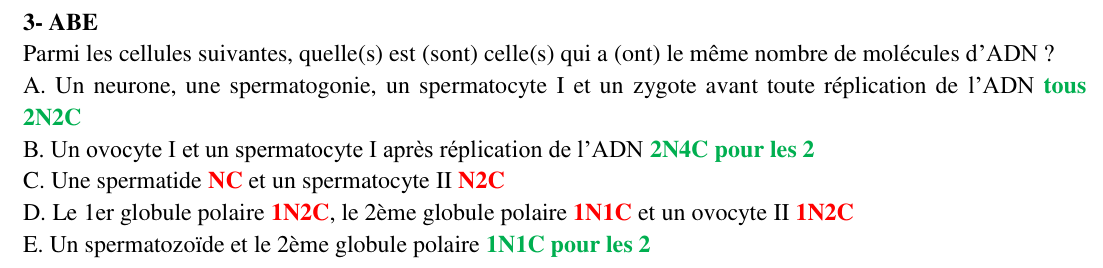 3- ABE
Parmi les cellules suivantes, quelle(s) est (sont) celle(s) qui a (ont) le même nombre de molécules d’ADN ?
A. Un neurone, une spermatogonie, un spermatocyte I et un zygote avant toute réplication de l’ADN tous
2N2C
B. Un ovocyte I et un spermatocyte I après réplication de l’ADN 2N4C pour les 2
C. Une spermatide NC et un spermatocyte II N2C
D. Le 1er globule polaire 1N2C, le 2ème globule polaire 1N1C et un ovocyte II 1N2C
E. Un spermatozoïde et le 2ème globule polaire 1N1C pour les 2